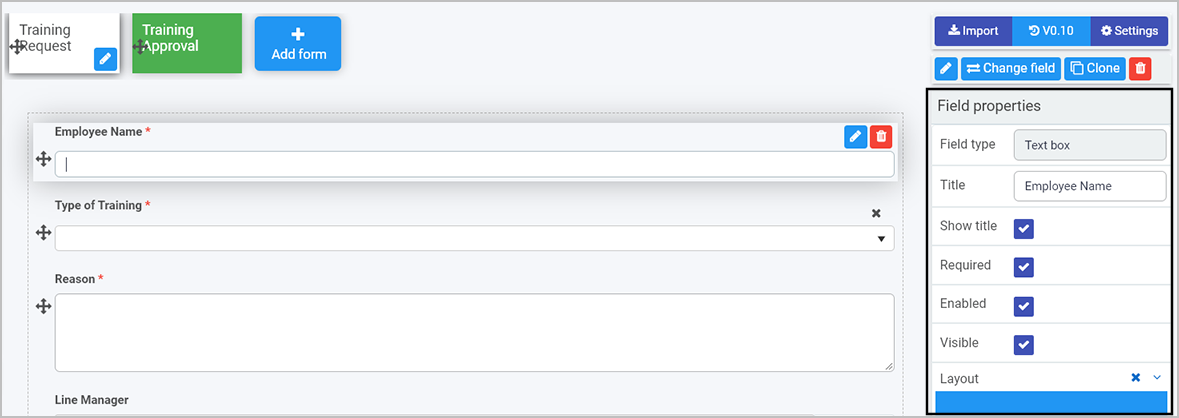 Training
Request
Training
Approval
Add form
Import
V0.10
Settings
Change field
Clone
Employee Name *
Type of Training *
Reason *
Line Manager
Field properties
Field type
Text box
Title
Employee Name
Show title
Required
Enabled
Visible
Layout